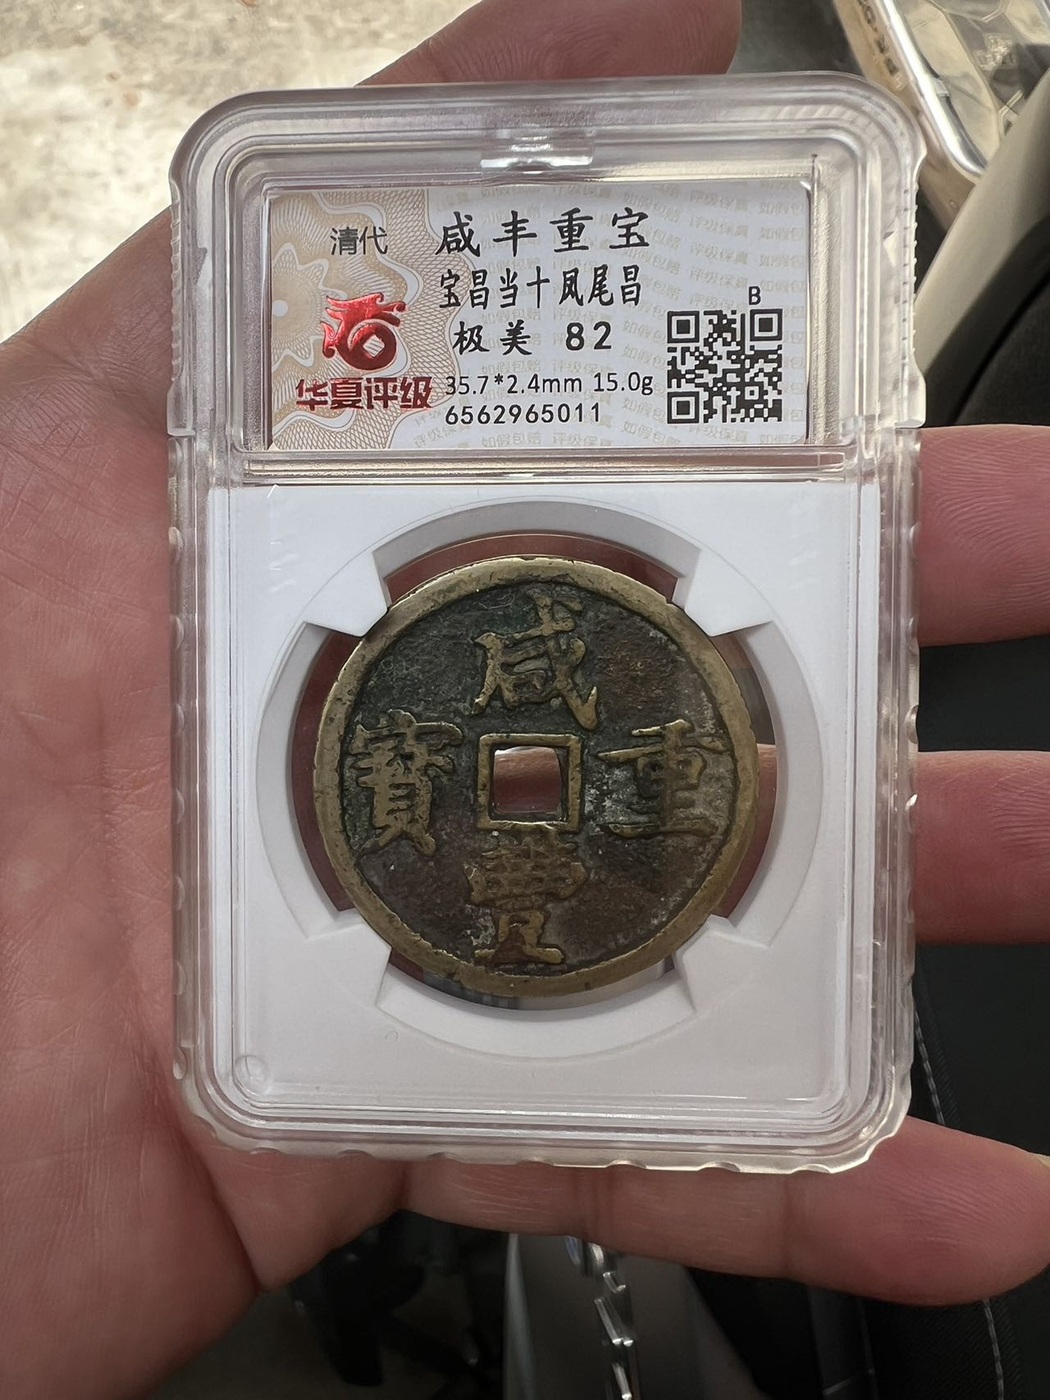 清代
咸丰重宝
宝昌当十凤尾昌
极美 82
B
华夏评级
35.7*2.4mm 15.0g
6562965011
咸
寶 重
豐